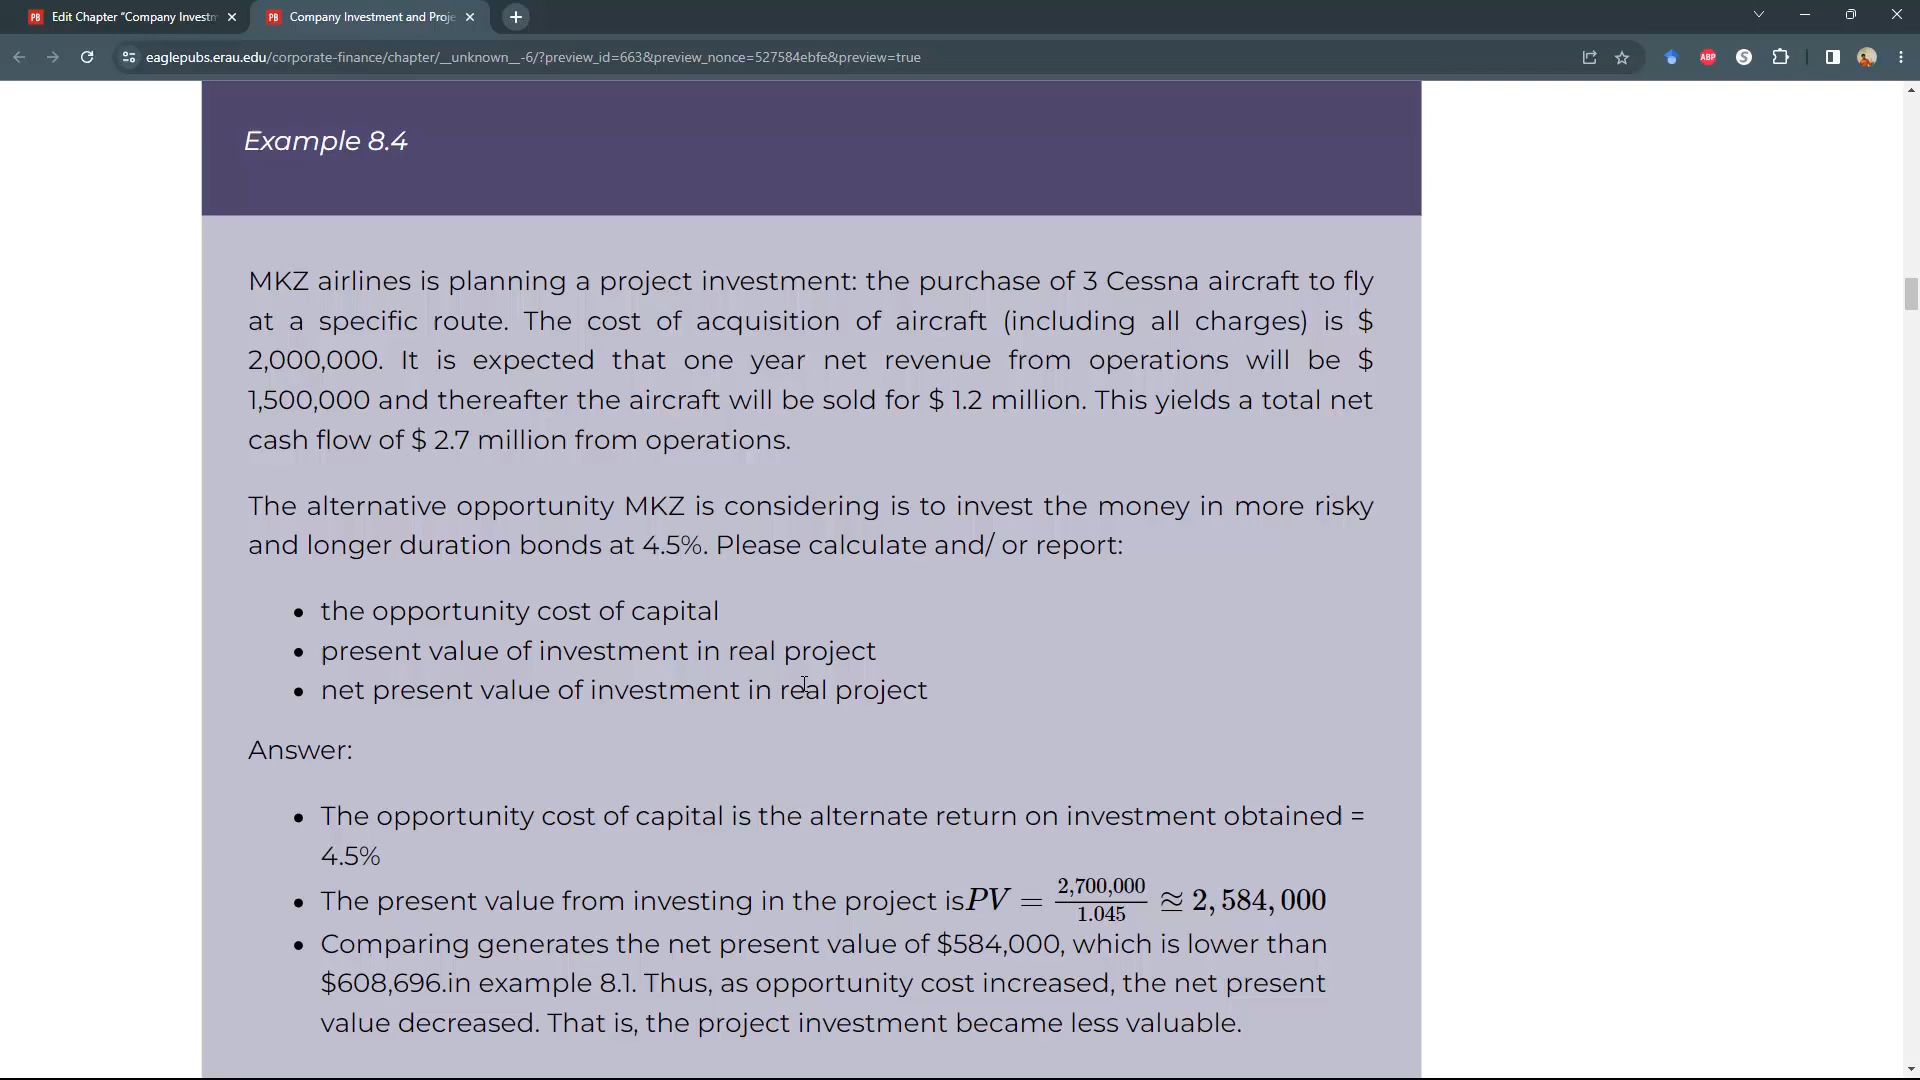 Edit Chapter "Company Investm
Company Investment and Proje
eaglepubs.erau.edu/corporate-finance/chapter/__unknown__-6/?preview_id=663&preview_nonce=527584ebfe&preview=true
ABP
Example 8.4
MKZ airlines is planning a project investment: the purchase of 3 Cessna aircraft to fly
at a specific route. The cost of acquisition of aircraft (including all charges) is $
2,000,000. It is expected that one year net revenue from operations will be $
1,500,000 and thereafter the aircraft will be sold for $ 1.2 million. This yields a total net
cash flow of $ 2.7 million from operations.
The alternative opportunity MKZ is considering is to invest the money in more risky
and longer duration bonds at 4.5%. Please calculate and/ or report:
• the opportunity cost of capital
• present value of investment in real project
• net present value of investment in real project
Answer:
• The opportunity cost of capital is the alternate return on investment obtained =
4.5%
• The present value from investing in the project is PV = 2,700,000/1.045 ≈ 2,584,000
• Comparing generates the net present value of $584,000, which is lower than
$608,696.in example 8.1. Thus, as opportunity cost increased, the net present
value decreased. That is, the project investment became less valuable.